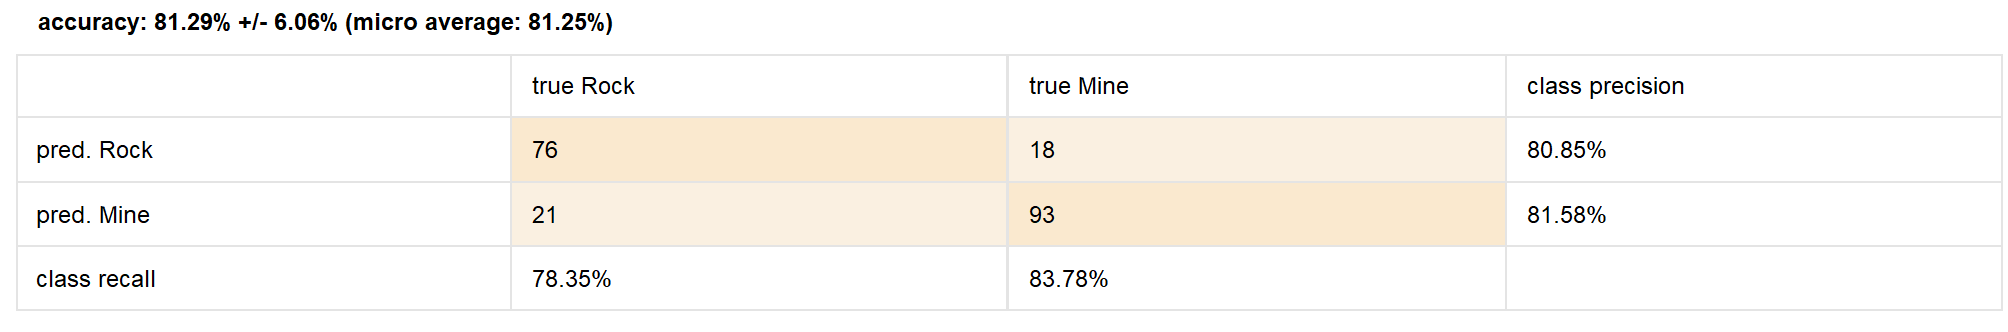 accuracy: 81.29% +/- 6.06% (micro average: 81.25%)
true Rock true Mine class precision
pred. Rock 76 18 80.85%
pred. Mine 21 93 81.58%
class recall 78.35% 83.78%